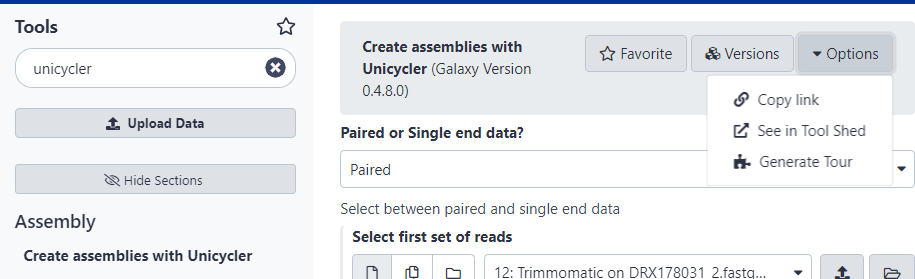 Tools
unicycler
Upload Data
Hide Sections
Assembly
Create assemblies with Unicycler
Create assemblies with
Unicycler (Galaxy Version
0.4.8.0)
Favorite
Versions
Options
Copy link
See in Tool Shed
Generate Tour
Paired or Single end data?
Paired
Select between paired and single end data
Select first set of reads
12: Trimmomatic on DRX178031_2.fastq...